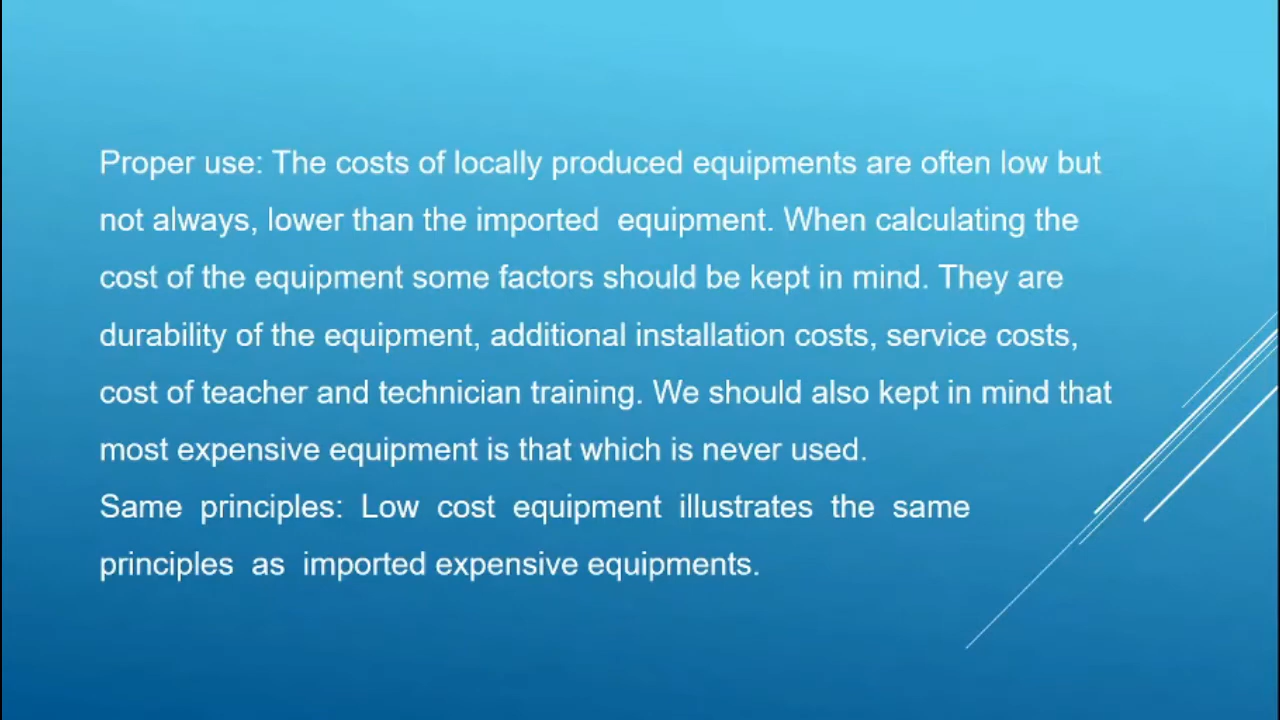 Proper use: The costs of locally produced equipments are often low but
not always, lower than the imported equipment. When calculating the
cost of the equipment some factors should be kept in mind. They are
durability of the equipment, additional installation costs, service costs,
cost of teacher and technician training. We should also kept in mind that
most expensive equipment is that which is never used.
Same principles: Low cost equipment illustrates the same
principles as imported expensive equipments.